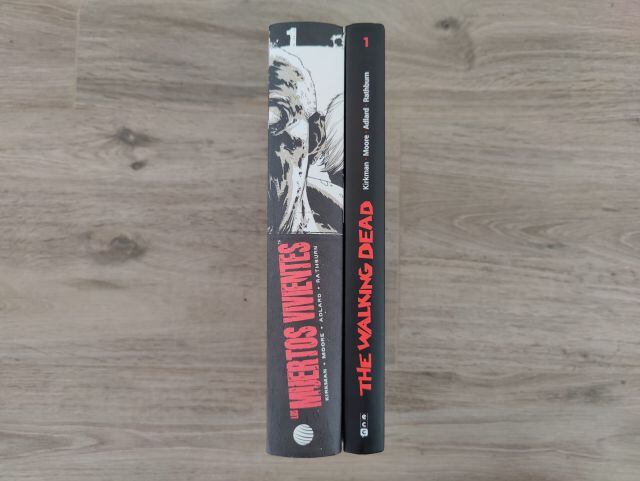 1
LOS MUERTOS VIVIENTES
KIRKMAN • MOORE • ADLARD • RATHBURN
1
Kirkman Moore Adlard Rathburn
THE WALKING DEAD